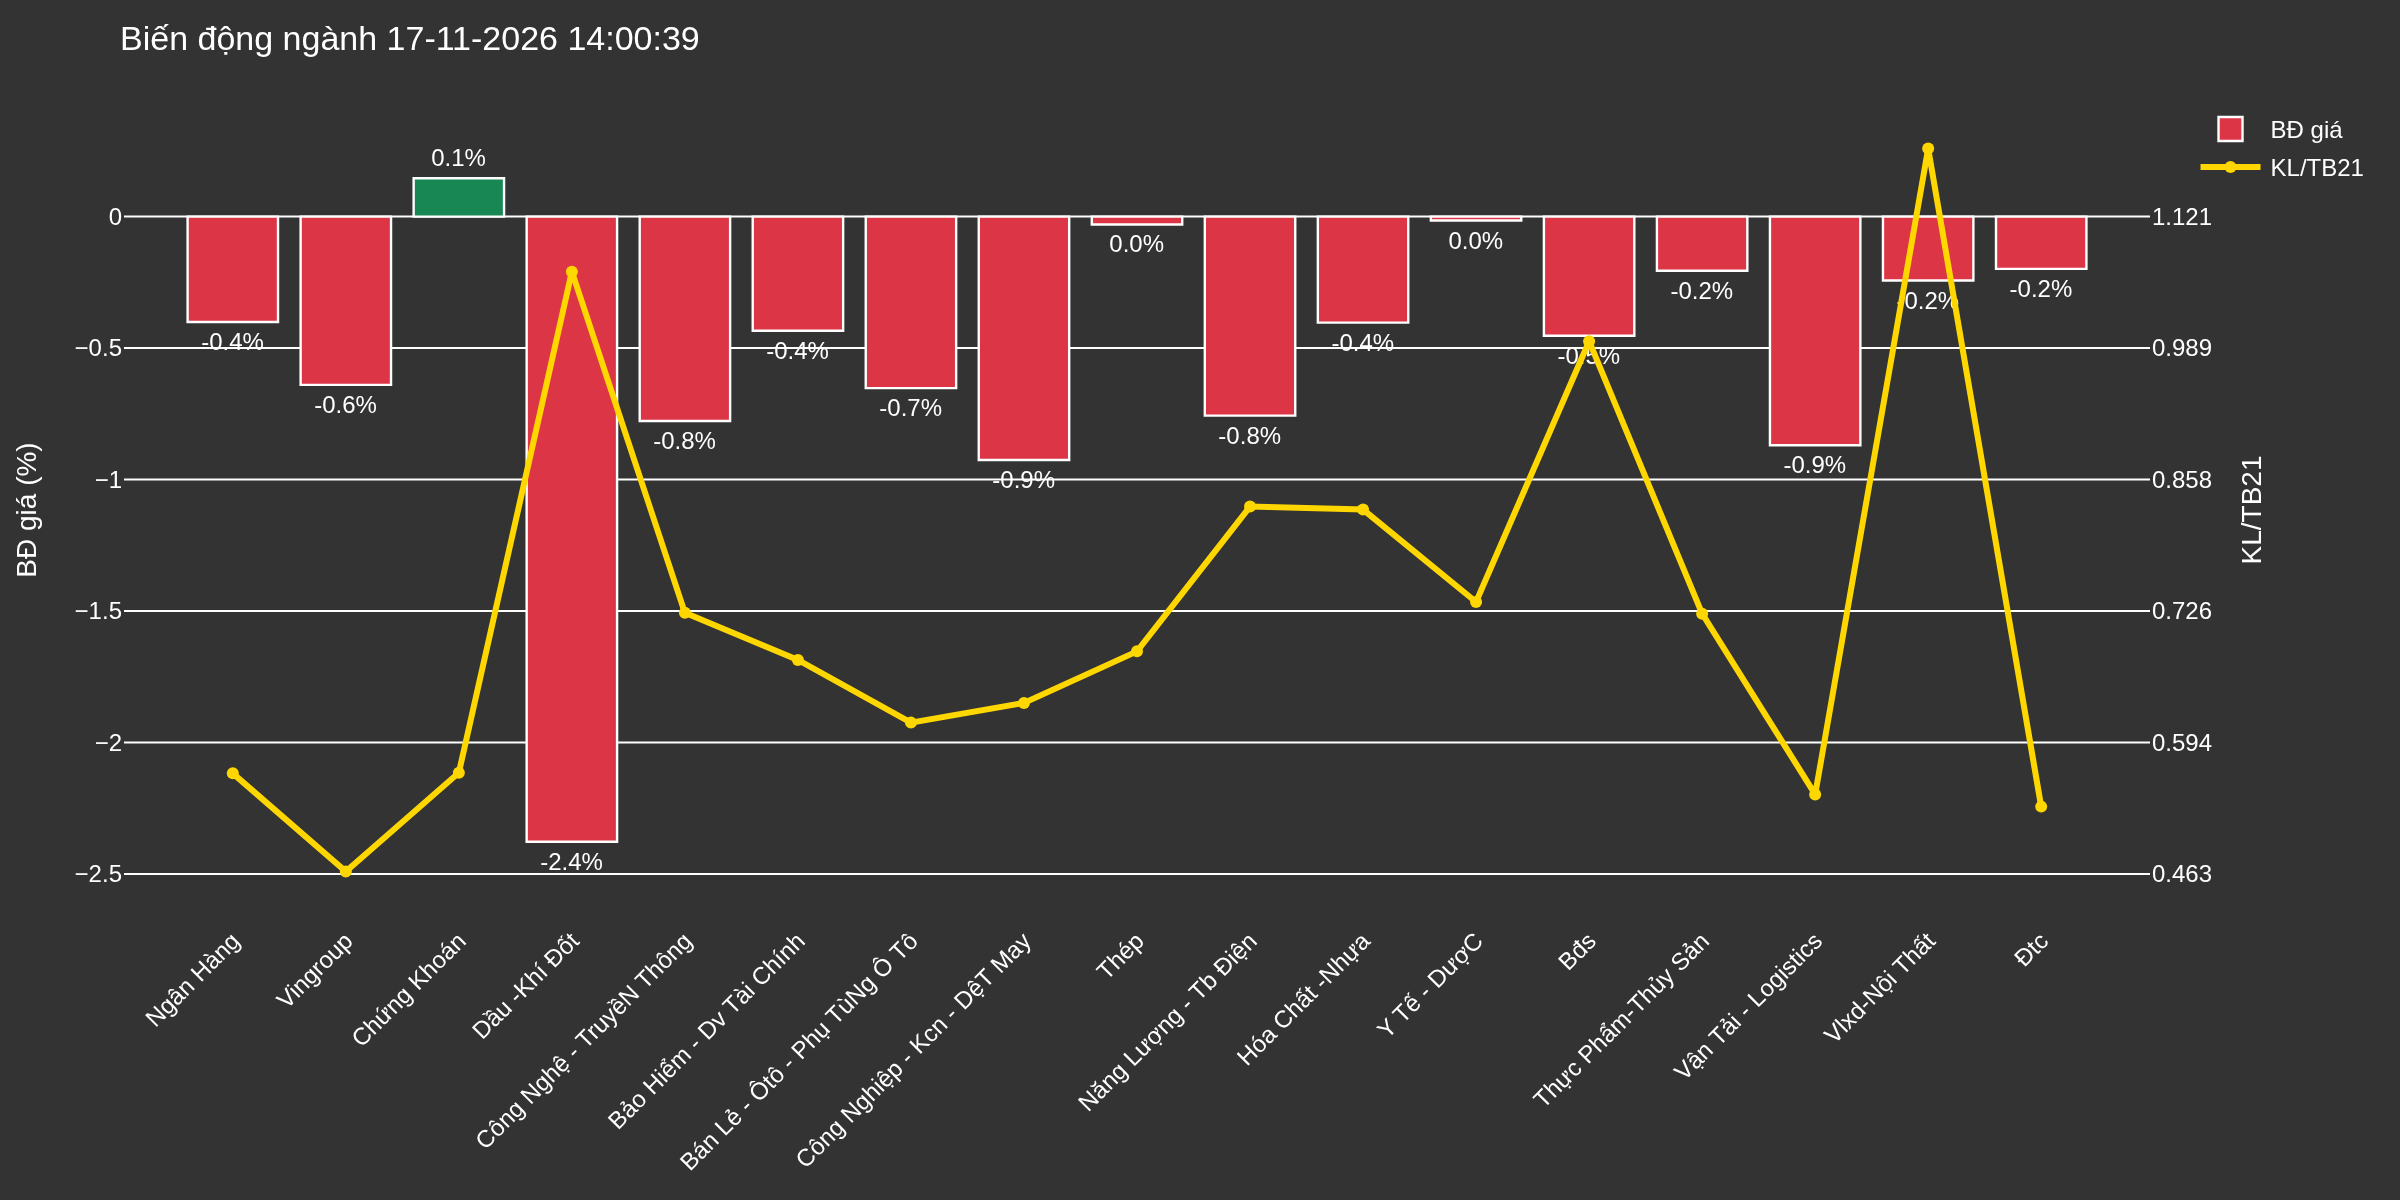 Biến động ngành 17-11-2026 14:00:39
BĐ giá
KL/TB21
0.1%
0
1.121
0.0%
0.0%
-0.2%
-0.2%
-0.2%
-0.4%
-0.4%
-0.4%
-0.5%
−0.5
0.989
-0.6%
-0.7%
-0.8%
-0.8%
-0.9%
-0.9%
−1
0.858
BĐ giá (%)
KL/TB21
−1.5
0.726
−2
0.594
-2.4%
−2.5
0.463
Ngân Hàng
Vingroup
Chứng Khoán
Dầu -Khí Đốt
Công Nghệ - TruyềN Thông
Bảo Hiểm - Dv Tài Chính
Bán Lẻ - Ôtô - Phụ TùNg Ô Tô
Công Nghiệp - Kcn - DệT May
Thép
Năng Lượng - Tb Điện
Hóa Chất -Nhựa
Y Tế - DượC
Bđs
Thực Phẩm-Thủy Sản
Vận Tải - Logistics
Vlxd-Nội Thất
Đtc